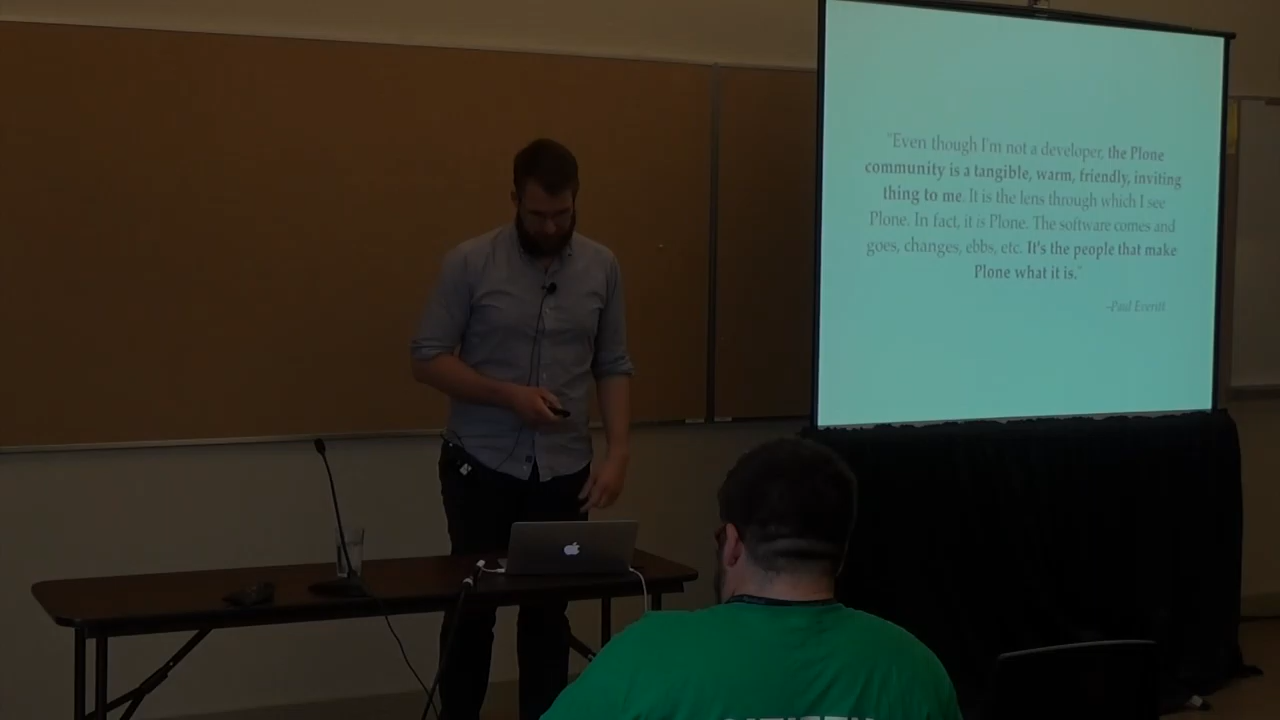 "Even though I'm not a developer, the Plone
community is a tangible, warm, friendly, inviting
thing to me. It is the lens through which I see
Plone. In fact, it is Plone. The software comes and
goes, changes, ebbs, etc. It's the people that make
Plone what it is."
–Paul Everitt